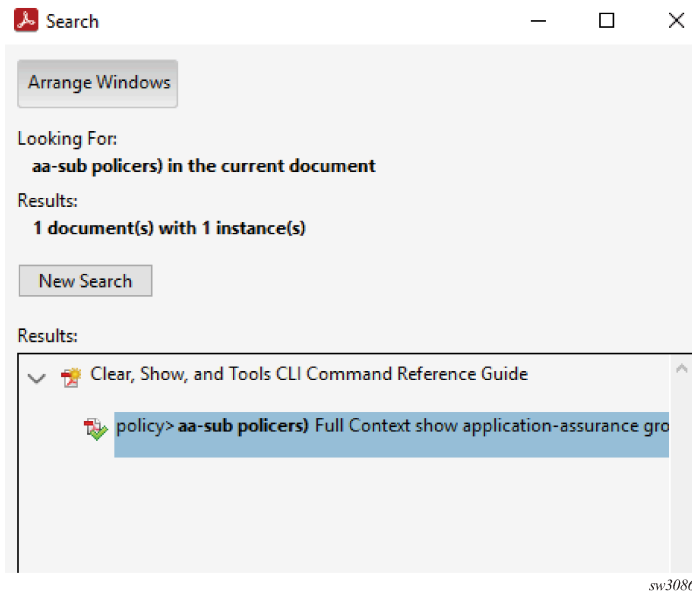 Search
Arrange Windows
Looking For:
aa-sub policers) in the current document
Results:
1 document(s) with 1 instance(s)
New Search
Results:
Clear, Show, and Tools CLI Command Reference Guide
policy> aa-sub policers) Full Context show application-assurance gro
sw3086